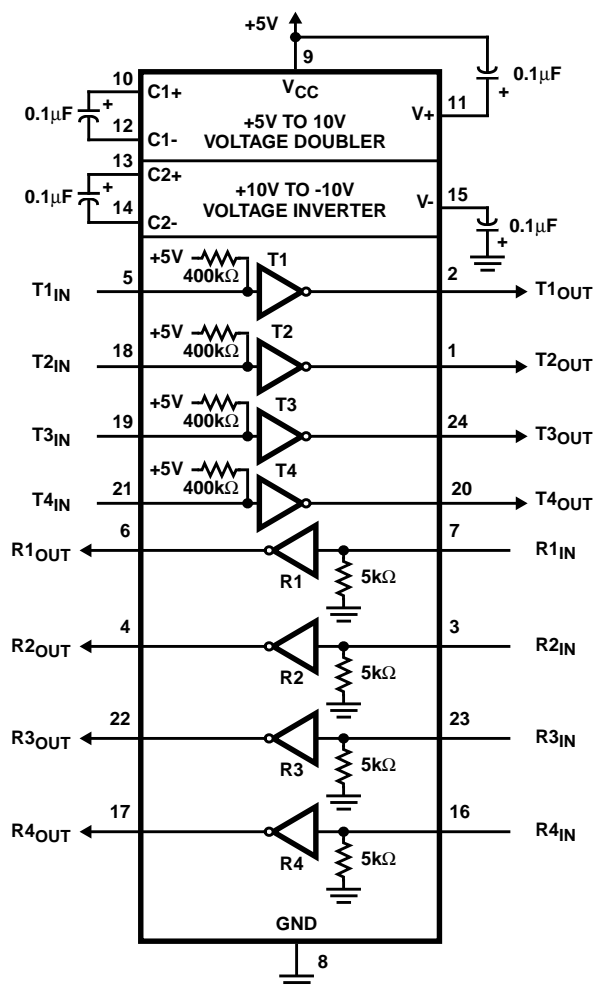 +5V
9
VCC
10
C1+
0.1µF
+
12
C1-
+5V TO 10V
VOLTAGE DOUBLER
V+
11
0.1µF
+
13
C2+
0.1µF
+
14
C2-
+10V TO -10V
VOLTAGE INVERTER
V-
15
0.1µF
+
T1IN
5
+5V
400kΩ
T1
2
T1OUT
T2IN
18
+5V
400kΩ
T2
1
T2OUT
T3IN
19
+5V
400kΩ
T3
24
T3OUT
T4IN
21
+5V
400kΩ
T4
20
T4OUT
R1OUT
6
R1
5kΩ
7
R1IN
R2OUT
4
R2
5kΩ
3
R2IN
R3OUT
22
R3
5kΩ
23
R3IN
R4OUT
17
R4
5kΩ
16
R4IN
GND
8